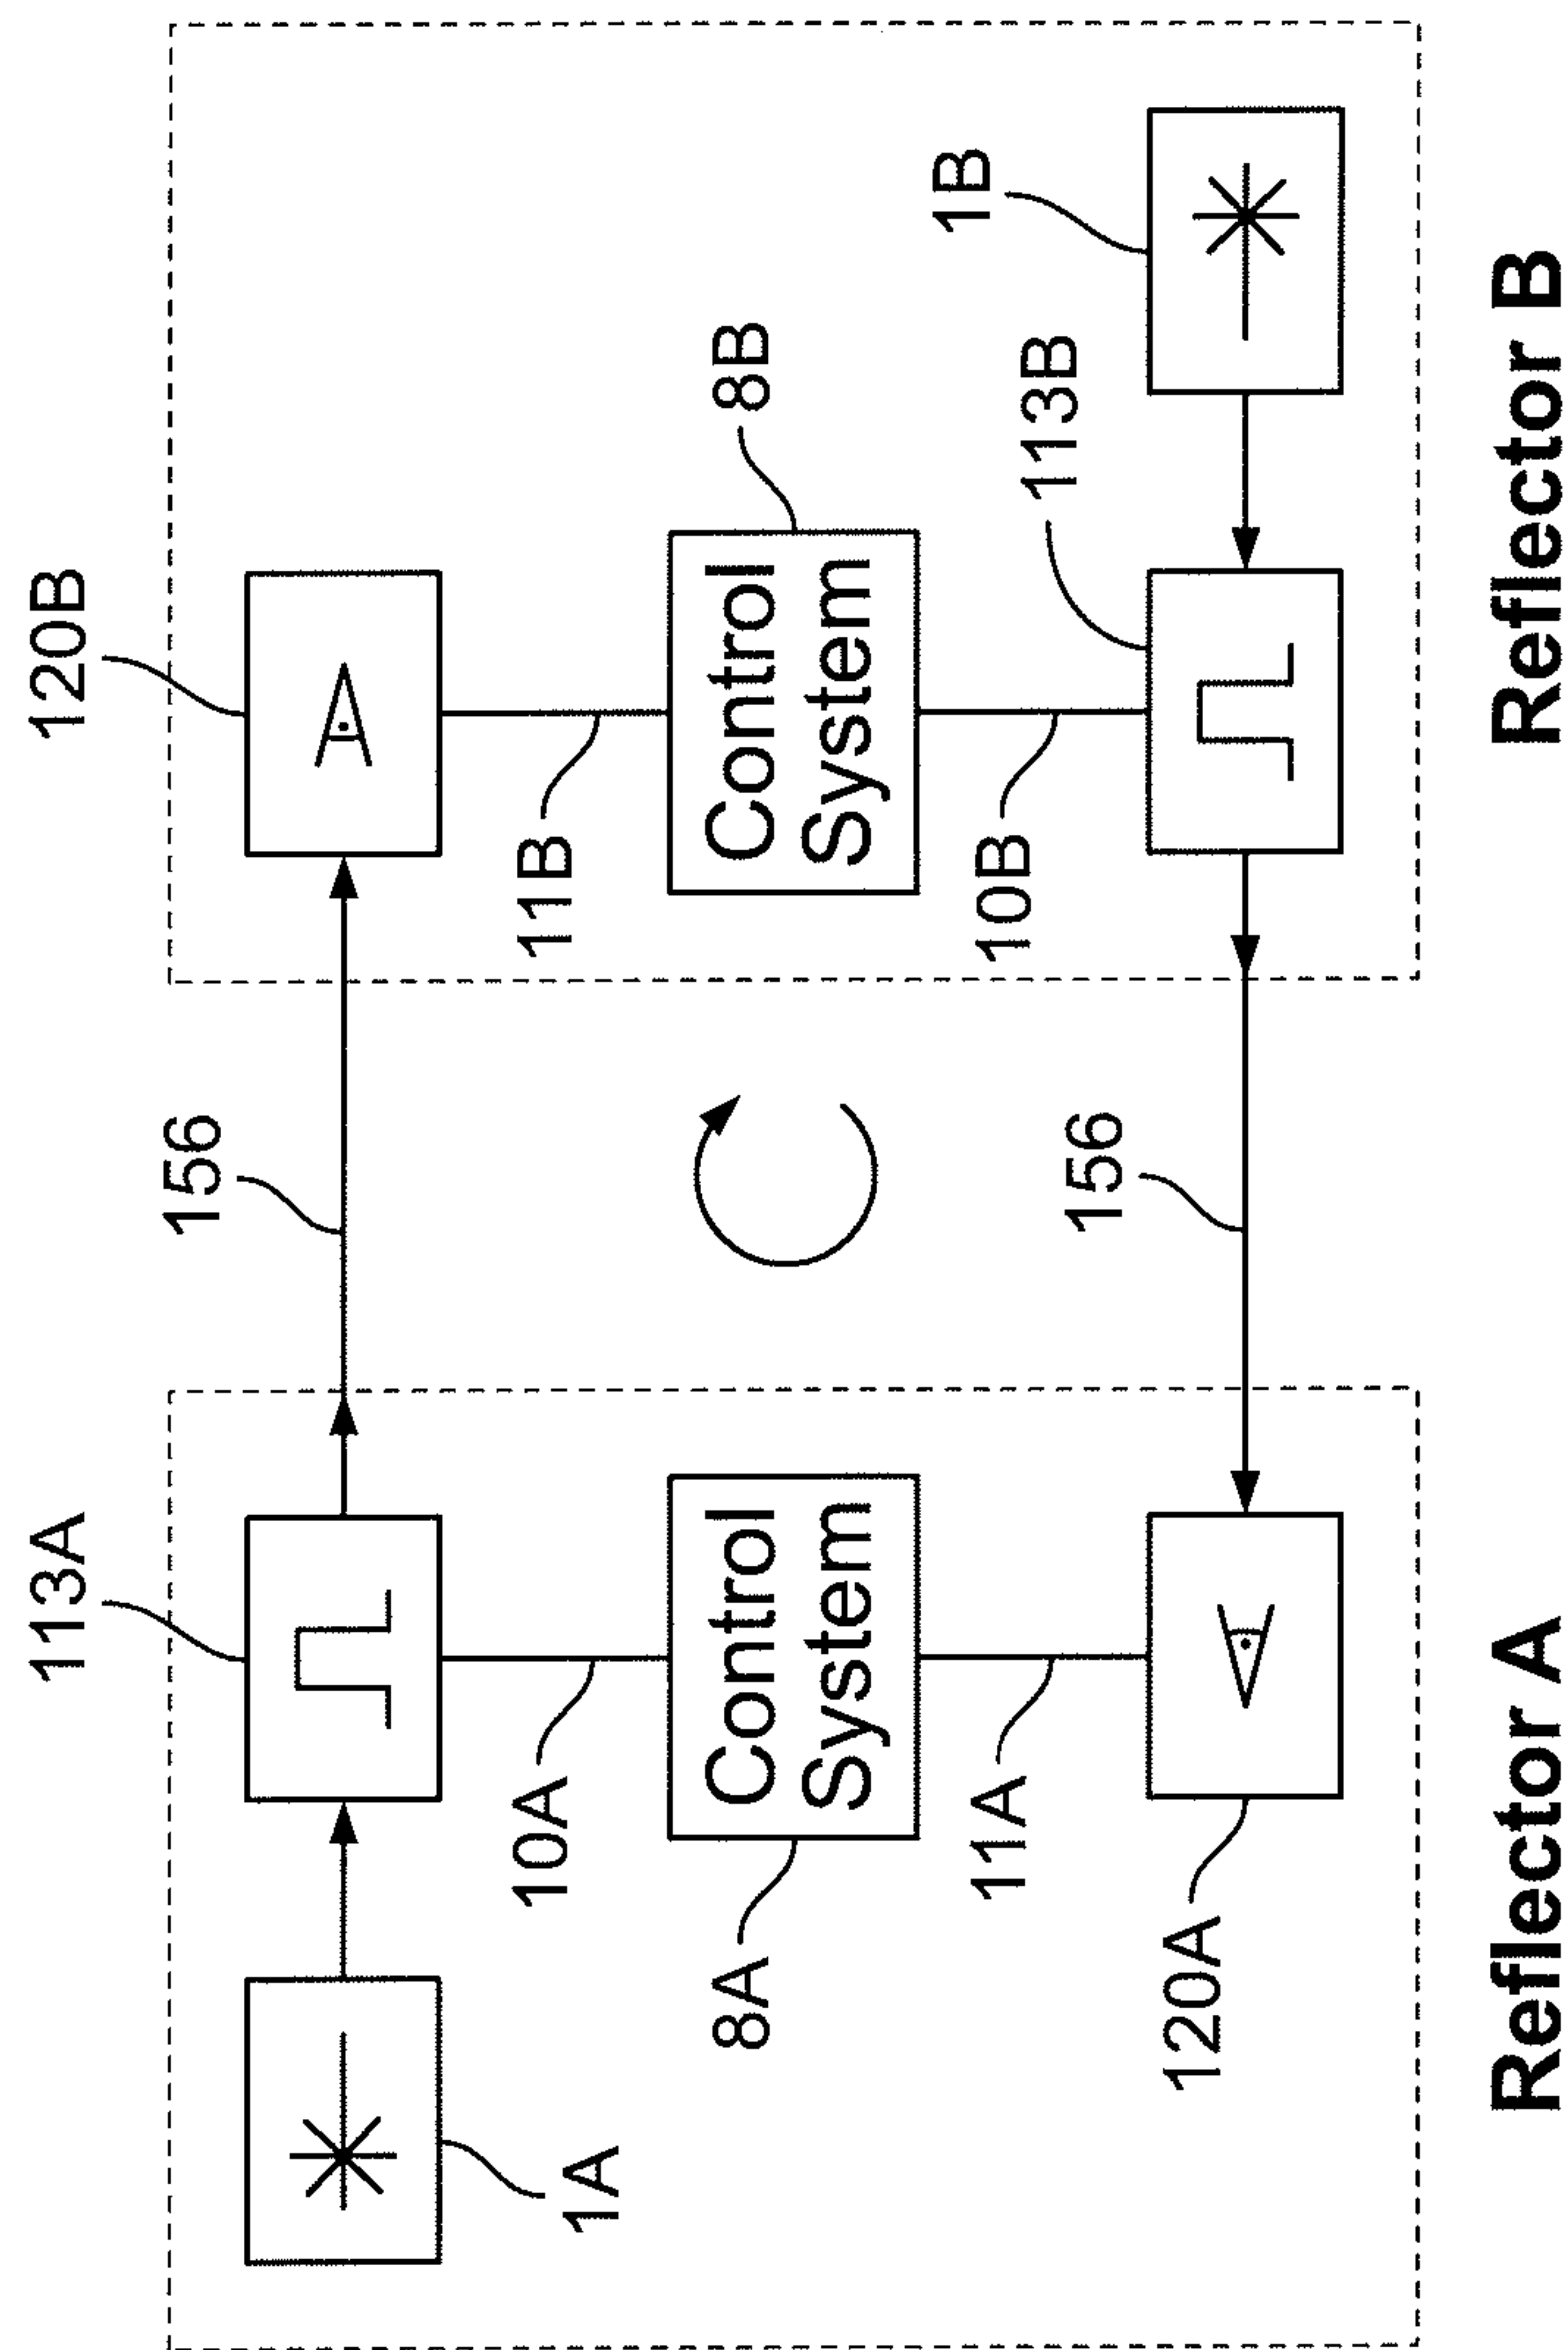 113A
156
120B
1A
10A
11B
1B
8A
Control
System
Control
System
8B
11A
10B
113B
120A
156
Reflector A
Reflector B